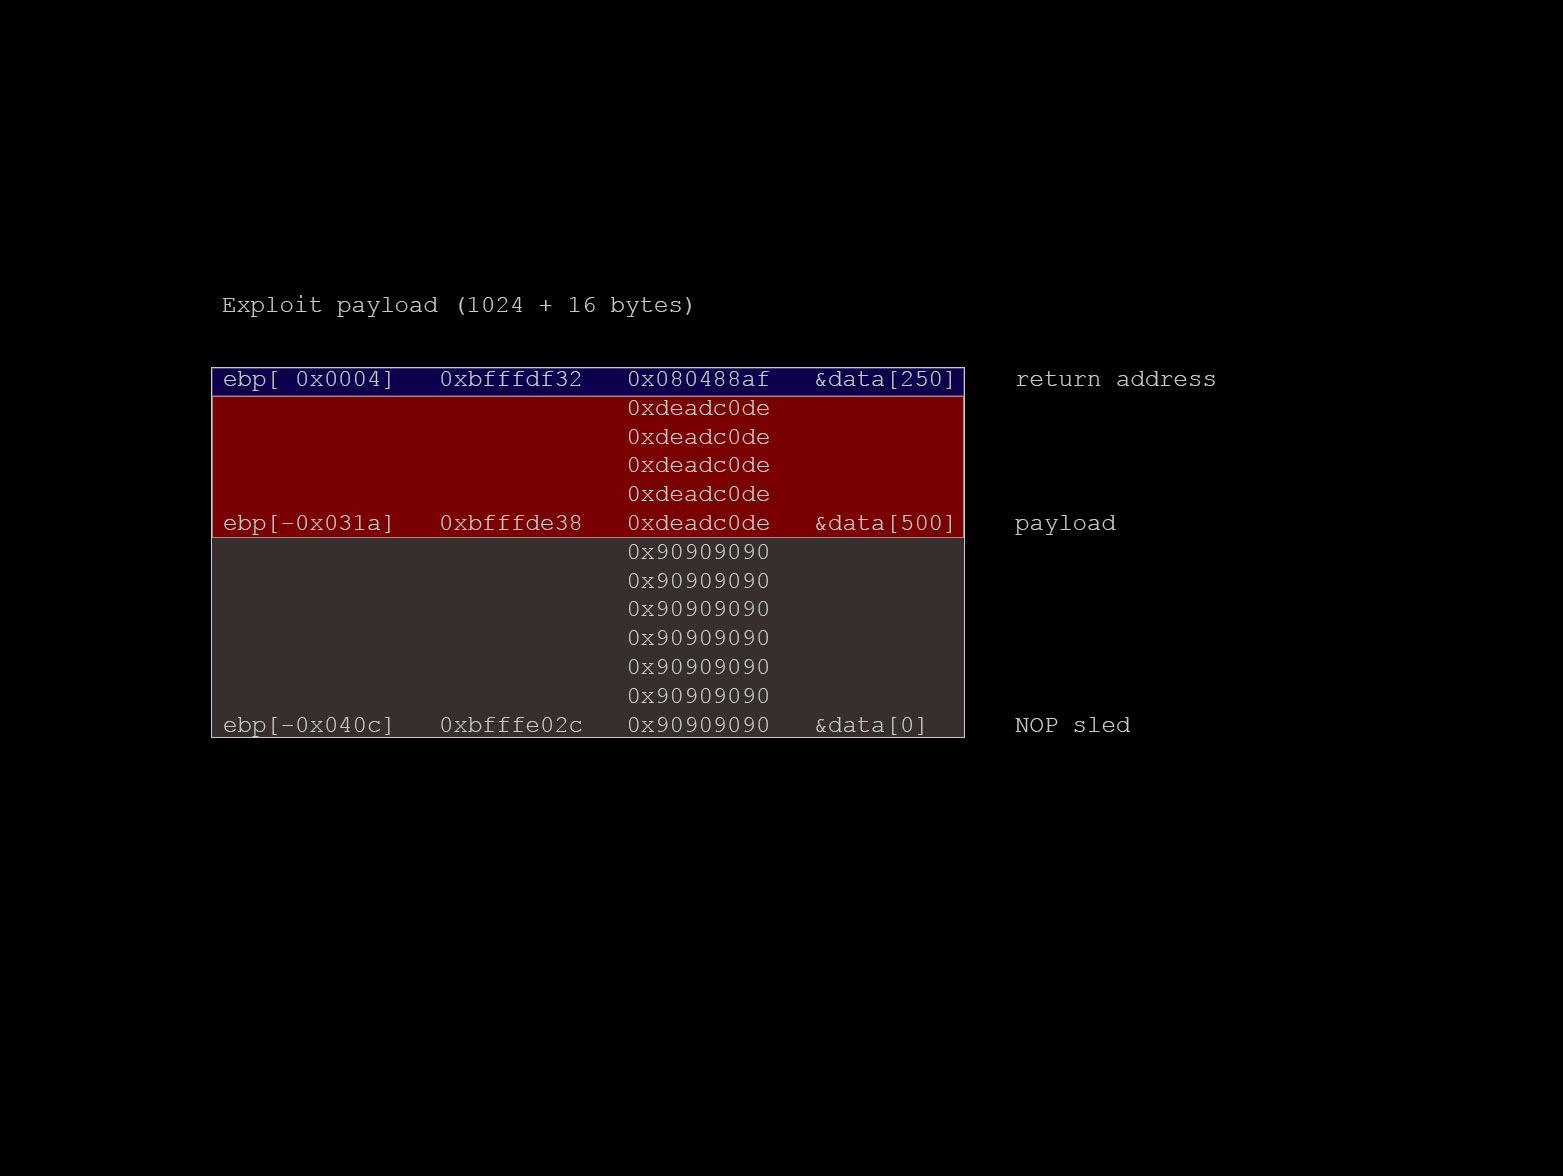 Exploit payload (1024 + 16 bytes)
ebp[ 0x0004] 0xbfffdf32 0x080488af &data[250] return address
0xdeadc0de
0xdeadc0de
0xdeadc0de
0xdeadc0de
ebp[-0x031a] 0xbfffde38 0xdeadc0de &data[500] payload
0x90909090
0x90909090
0x90909090
0x90909090
0x90909090
0x90909090
ebp[-0x040c] 0xbfffe02c 0x90909090 &data[0] NOP sled